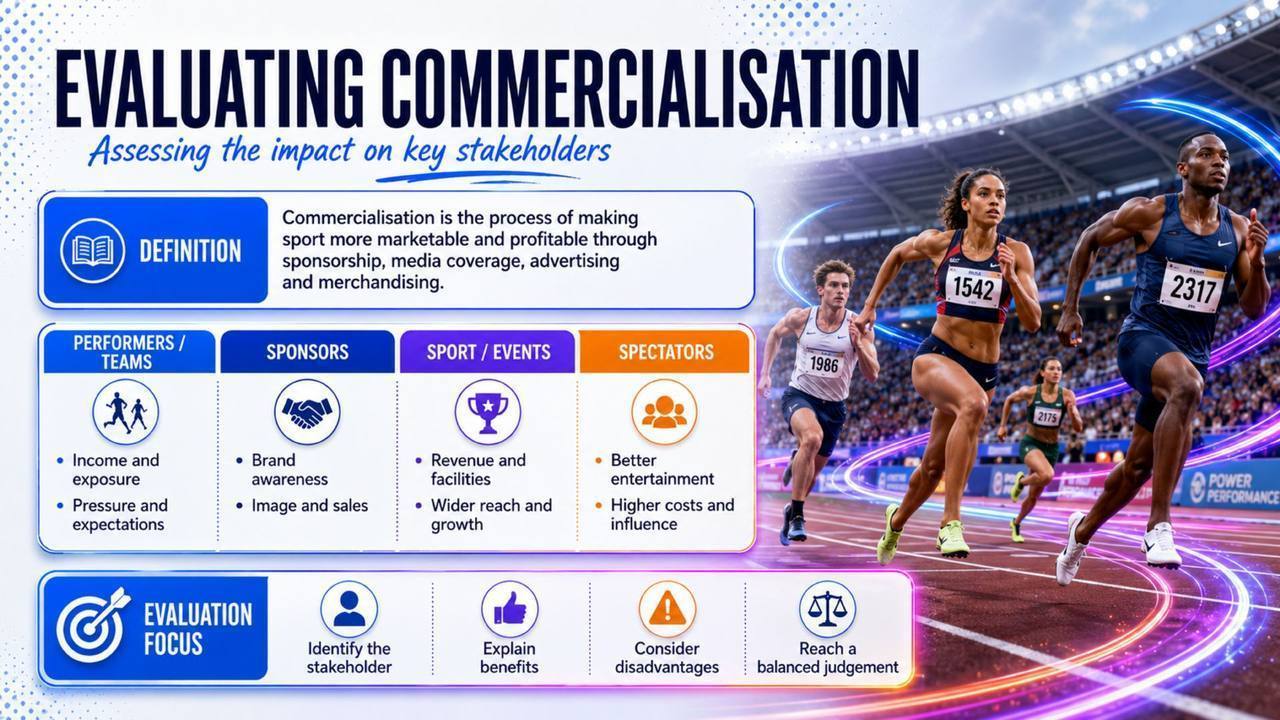 EVALUATING COMMERCIALISATION
Assessing the impact on key stakeholders
DEFINITION
Commercialisation is the process of making
sport more marketable and profitable through
sponsorship, media coverage, advertising
and merchandising.
PERFORMERS /
TEAMS
• Income and
exposure
• Pressure and
expectations
SPONSORS
• Brand
awareness
• Image and sales
SPORT / EVENTS
• Revenue and
facilities
• Wider reach and
growth
SPECTATORS
• Better
entertainment
• Higher costs and
influence
EVALUATION
FOCUS
Identify the
stakeholder
Explain
benefits
Consider
disadvantages
Reach a
balanced judgement
1986
1542
2175
2317
POWER
PERFORMANCE